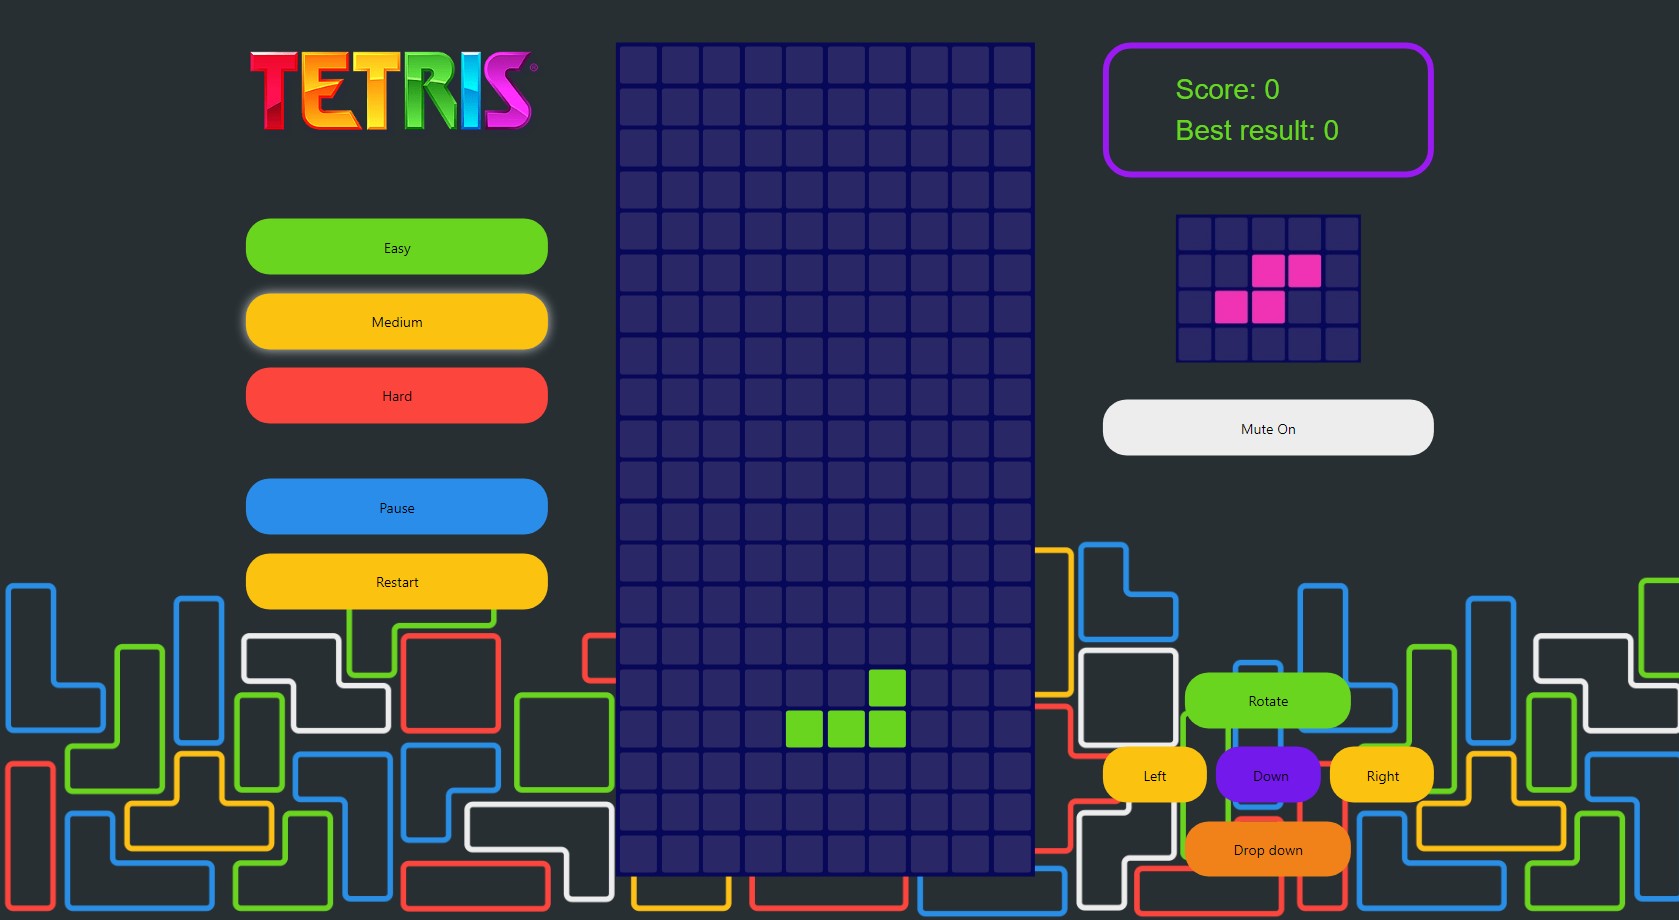 TETRIS®
Easy
Medium
Hard
Pause
Restart
Score: 0
Best result: 0
Mute On
Rotate
Left
Down
Right
Drop down